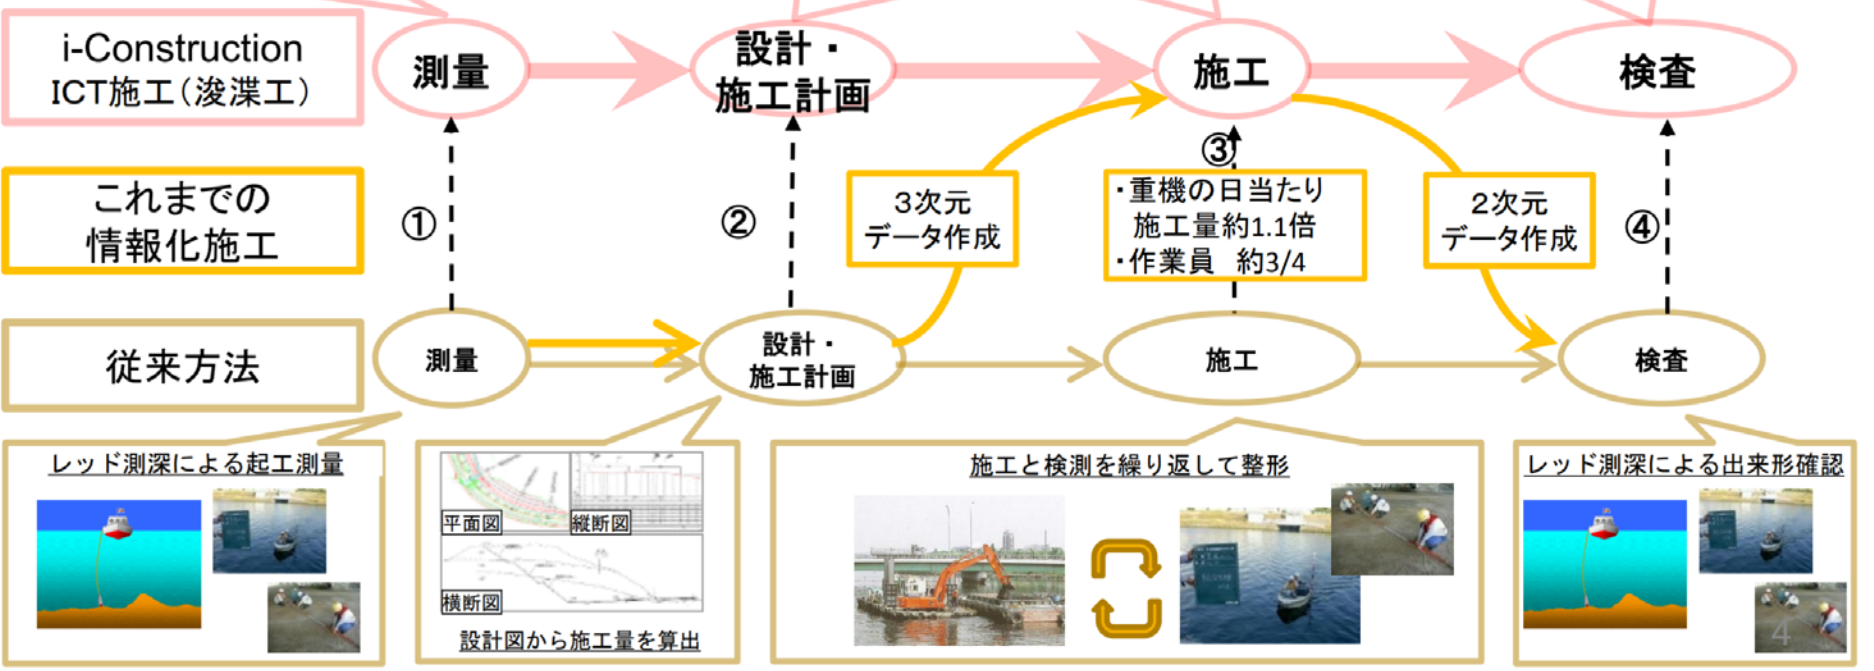 i-Construction
ICT施工（浚渫工）
測量
設計・
施工計画
施工
検査
これまでの
情報化施工
①
②
3次元
データ作成
③
・重機の日当たり
施工量約1.1倍
・作業員　約3/4
2次元
データ作成
④
従来方法
測量
設計・
施工計画
施工
検査
レッド測深による起工測量
平面図
縦断図
横断図
設計図から施工量を算出
施工と検測を繰り返して整形
レッド測深による出来形確認
4